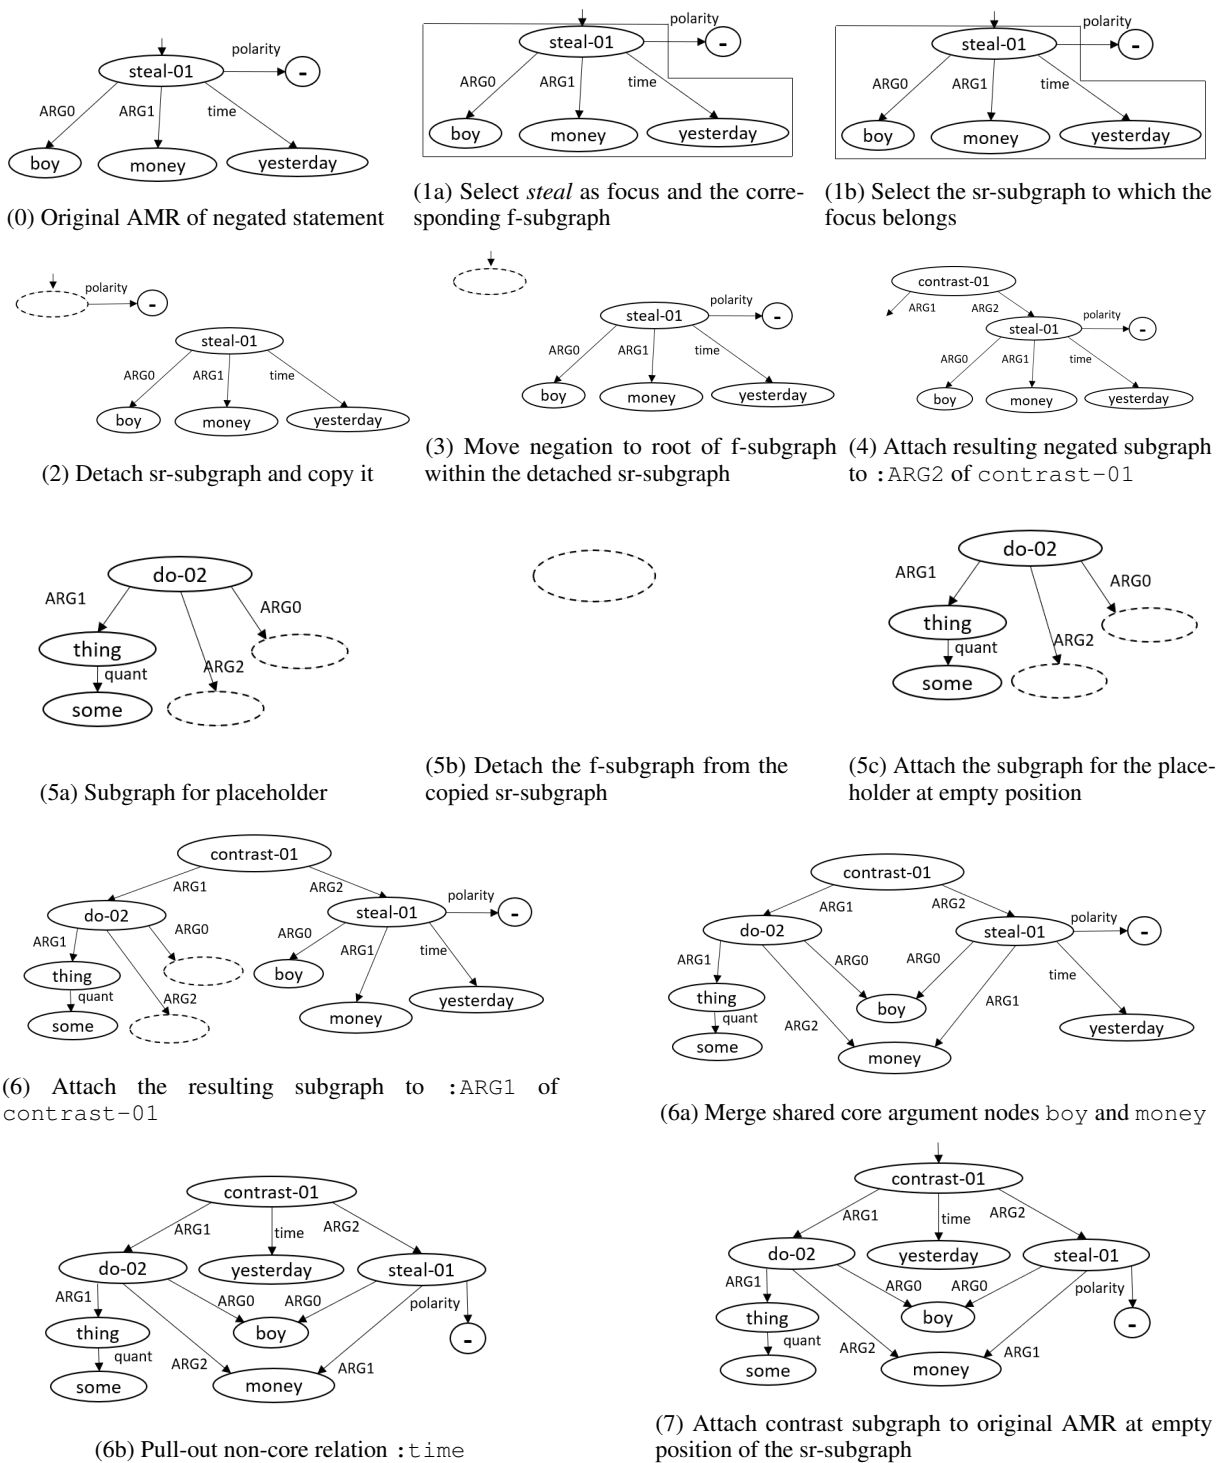 steal-01
polarity
-
ARG0
ARG1
time
boy
money
yesterday
(0) Original AMR of negated statement
steal-01
polarity
-
ARG0
ARG1
time
boy
money
yesterday
(1a) Select steal as focus and the corre-
sponding f-subgraph
steal-01
polarity
-
ARG0
ARG1
time
boy
money
yesterday
(1b) Select the sr-subgraph to which the
focus belongs
polarity
-
steal-01
ARG0
ARG1
time
boy
money
yesterday
(2) Detach sr-subgraph and copy it
steal-01
polarity
-
ARG0
ARG1
time
boy
money
yesterday
(3) Move negation to root of f-subgraph
within the detached sr-subgraph
contrast-01
ARG1
ARG2
steal-01
polarity
-
ARG0
ARG1
time
boy
money
yesterday
(4) Attach resulting negated subgraph
to :ARG2 of contrast-01
do-02
ARG1
ARG0
thing
quant
ARG2
some
(5a) Subgraph for placeholder
(5b) Detach the f-subgraph from the
copied sr-subgraph
do-02
ARG1
ARG0
thing
quant
ARG2
some
(5c) Attach the subgraph for the place-
holder at empty position
contrast-01
ARG1
ARG2
polarity
do-02
steal-01
-
ARG1
ARG0
ARG0
ARG1
time
thing
boy
quant
ARG2
yesterday
some
money
(6) Attach the resulting subgraph to :ARG1 of
contrast-01
contrast-01
ARG1
ARG2
polarity
do-02
steal-01
-
ARG1
ARG0
ARG0
time
thing
boy
ARG1
quant
ARG2
yesterday
some
money
(6a) Merge shared core argument nodes boy and money
contrast-01
ARG1
time
ARG2
do-02
yesterday
steal-01
ARG1
ARG0
ARG0
polarity
thing
boy
-
quant
ARG2
ARG1
some
money
(6b) Pull-out non-core relation :time
contrast-01
ARG1
time
ARG2
do-02
yesterday
steal-01
ARG1
ARG0
ARG0
polarity
thing
boy
-
quant
ARG2
ARG1
some
money
(7) Attach contrast subgraph to original AMR at empty
position of the sr-subgraph